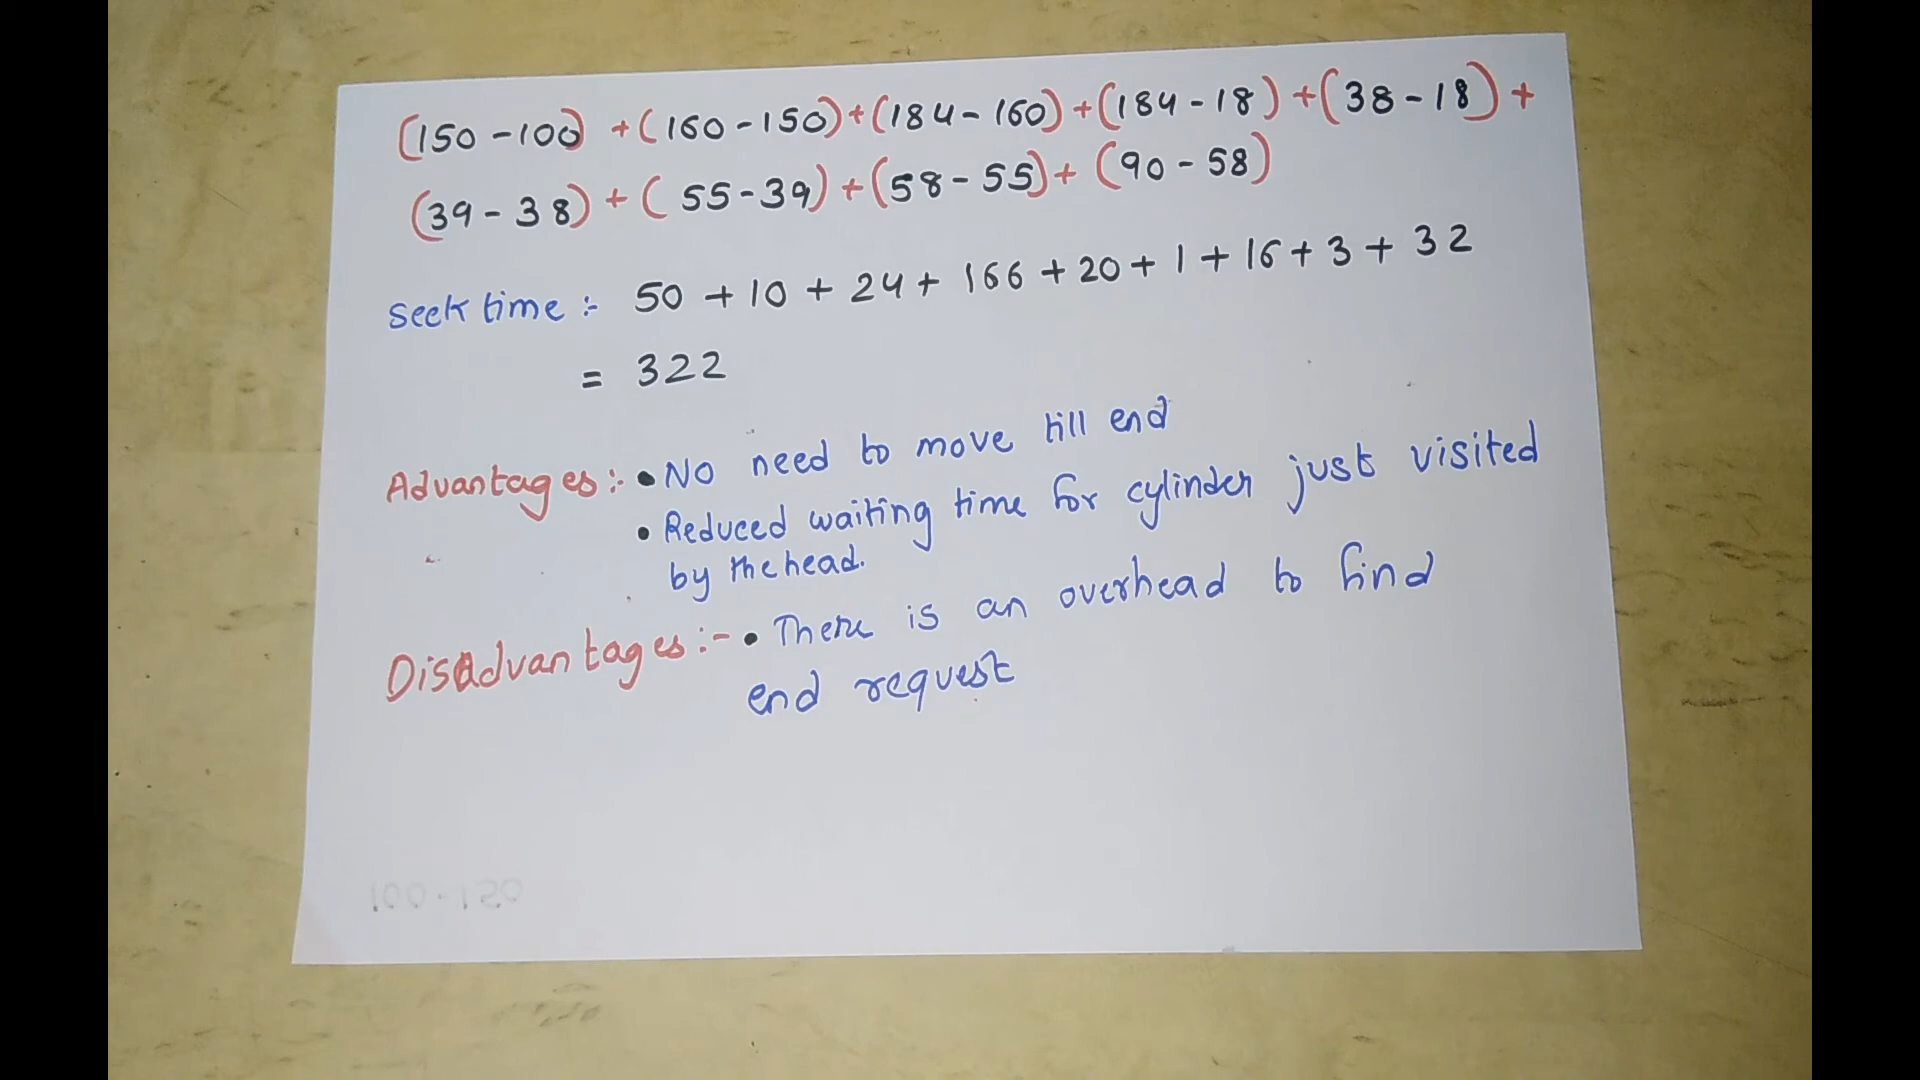 (150 - 100) + (160 - 150) + (184 - 160) + (184 - 18) + (38 - 18) +
(39 - 38) + (55 - 39) + (58 - 55) + (90 - 58)
Seek time :- 50 + 10 + 24 + 166 + 20 + 1 + 16 + 3 + 32
= 322
Advantages :- • No need to move till end
• Reduced waiting time for cylinder just visited
by the head.
DisAdvantages :- • There is an overhead to find
end request